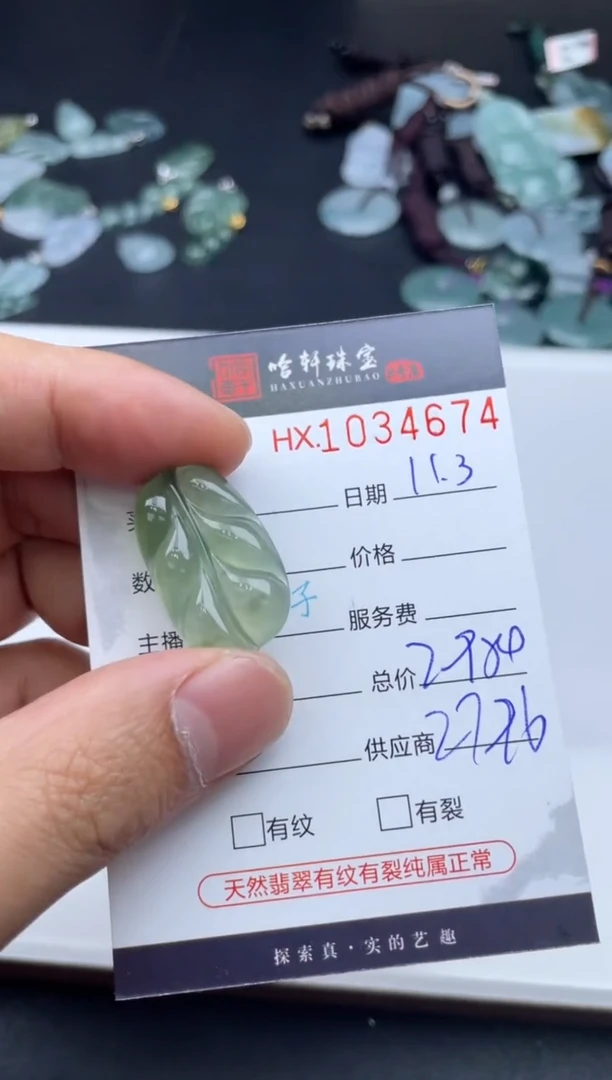 哈轩珠宝
HAXUANZHUBAO
HX.1034674
日期 11.3
数 价格
子 服务费
主播
总价 2980
供应商
有纹 有裂
天然翡翠有纹有裂纯属正常
探索真·实的艺趣